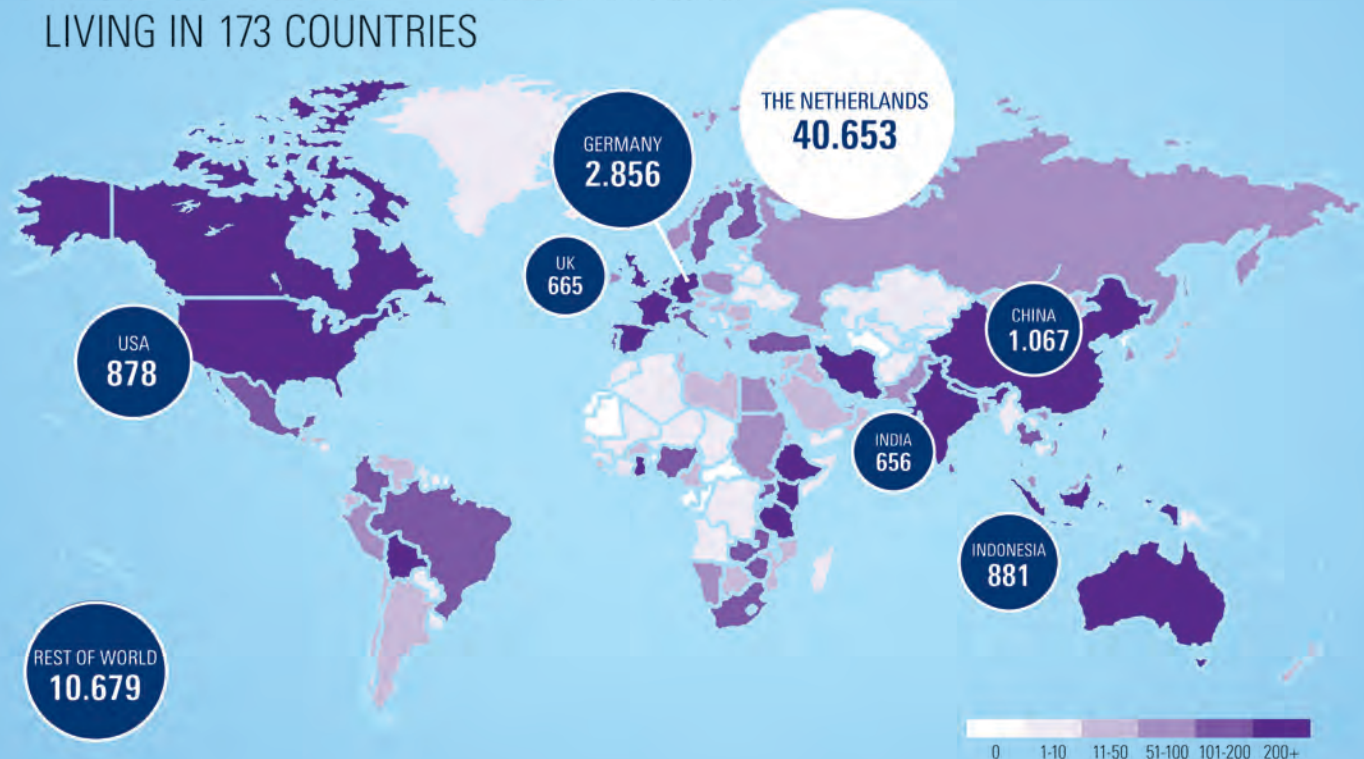 LIVING IN 173 COUNTRIES
THE NETHERLANDS
40.653
GERMANY
2.856
UK
665
USA
878
CHINA
1.067
INDIA
656
INDONESIA
881
REST OF WORLD
10.679
0 1-10 11-50 51-100 101-200 200+